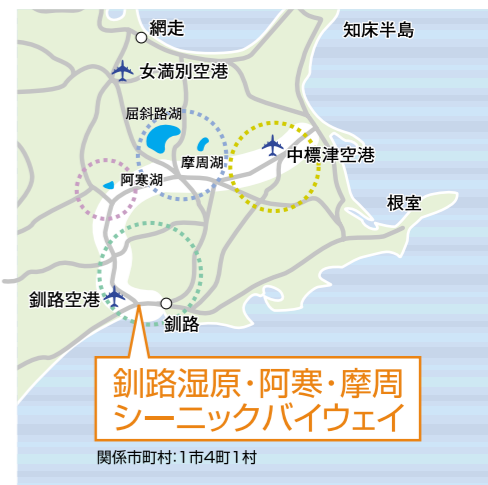 網走
知床半島
女満別空港
屈斜路湖
摩周湖
中標津空港
阿寒湖
根室
釧路空港
釧路
釧路湿原・阿寒・摩周
シーニックバイウェイ
関係市町村:1市4町1村